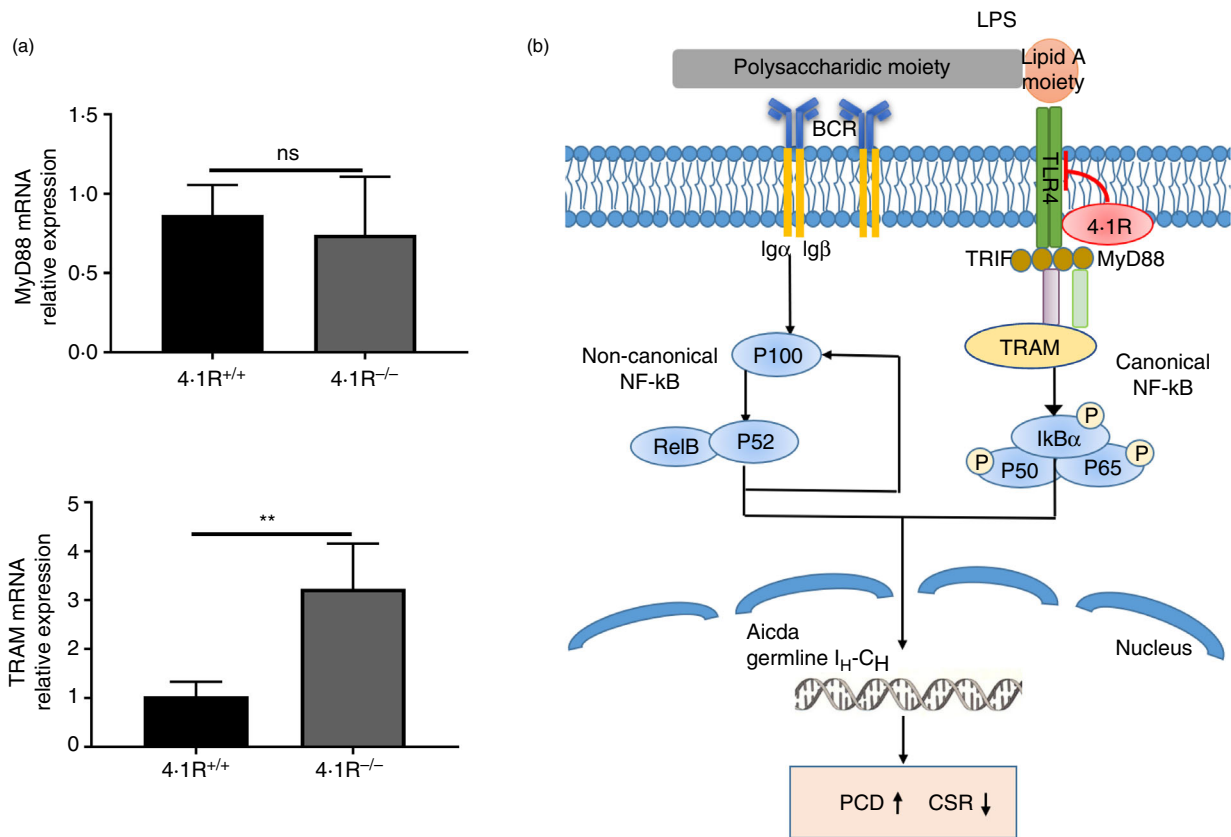 (a)
1·5
1·0
0·5
0·0
MyD88 mRNA
relative expression
ns
4·1R+/+
4·1R–/–
5
4
3
2
1
0
TRAM mRNA
relative expression
**
4·1R+/+
4·1R–/–
(b)
LPS
Polysaccharidic moiety
Lipid A
moiety
BCR
TLR4
4·1R
Igα
Igβ
TRIF
MyD88
Non-canonical
NF-kB
P100
TRAM
Canonical
NF-kB
RelB
P52
P
IkBα
P
P50
P65
P
Aicda
germline IH-CH
Nucleus
PCD
CSR